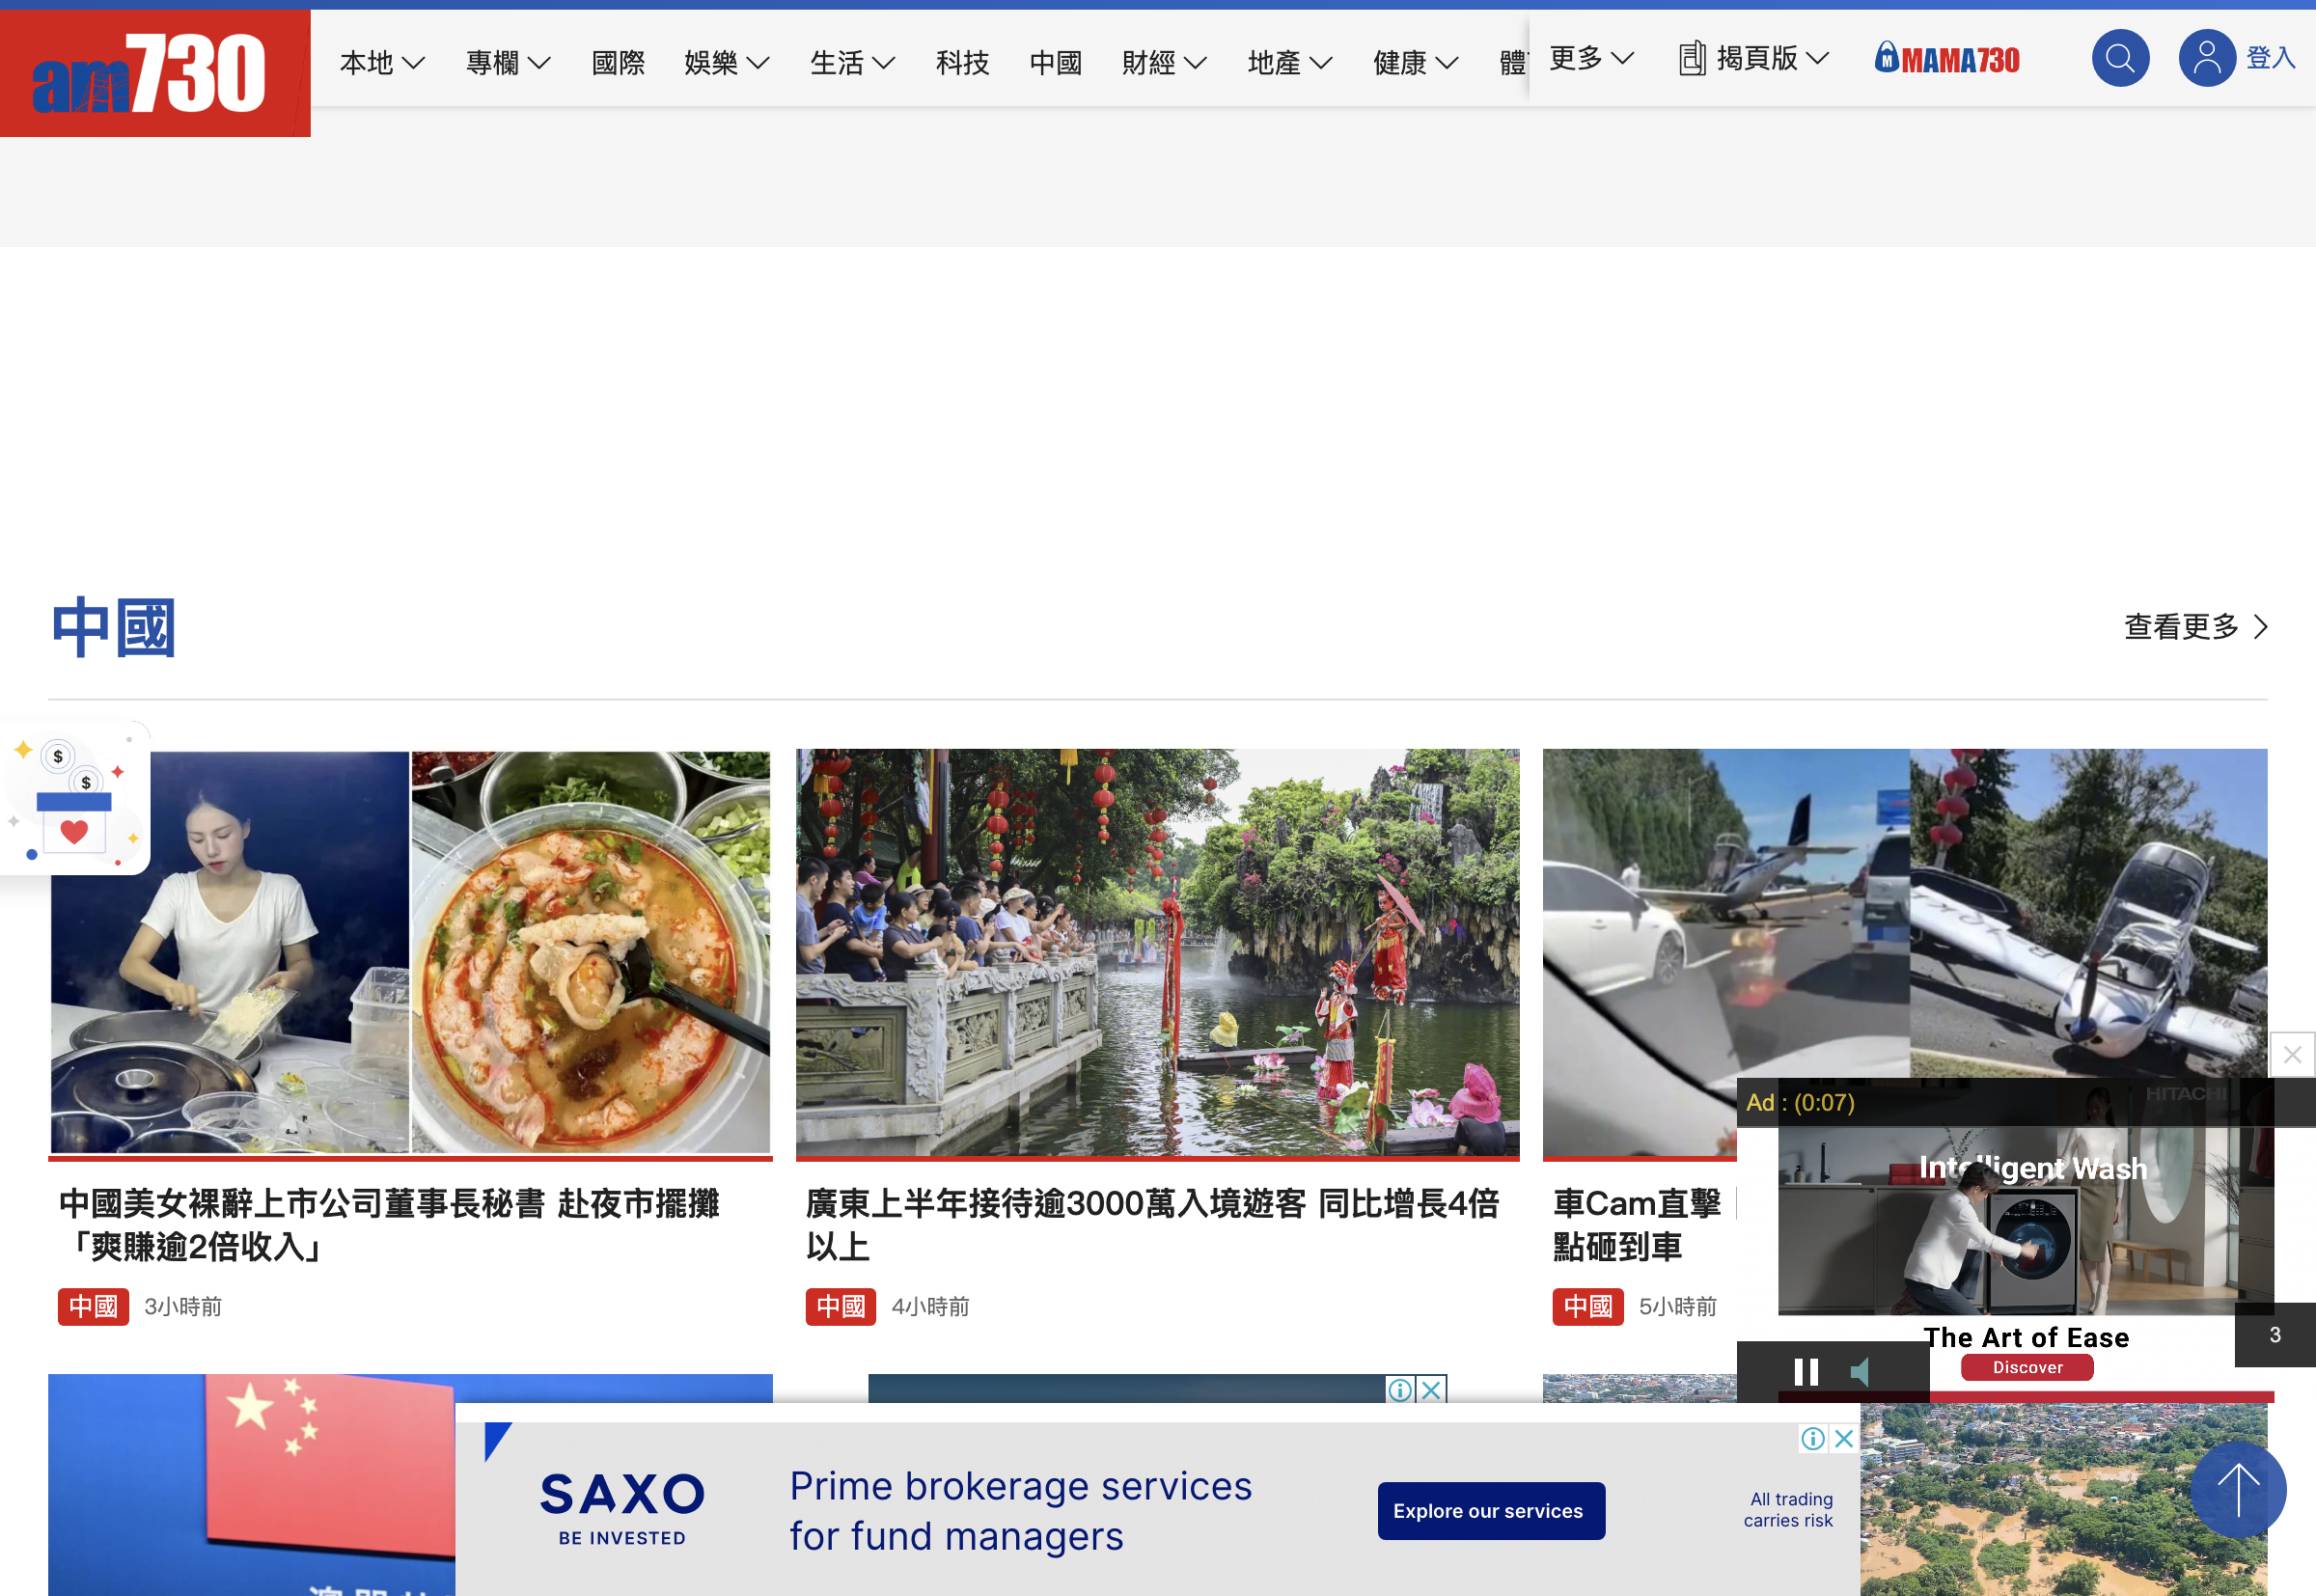 am730
本地
專欄
國際
娛樂
生活
科技
中國
財經
地產
健康
更多
揭頁版
M MAMA730
登入
中國
查看更多
$
$
中國美女裸辭上市公司董事長秘書 赴夜市擺攤
「爽賺逾2倍收入」
中國 3小時前
廣東上半年接待逾3000萬入境遊客 同比增長4倍
以上
中國 4小時前
車Cam直擊
點砸到車
中國 5小時前
Ad : (0:07)
HITACHI
Intelligent Wash
The Art of Ease
Discover
3
SAXO
BE INVESTED
Prime brokerage services
for fund managers
Explore our services
All trading
carries risk